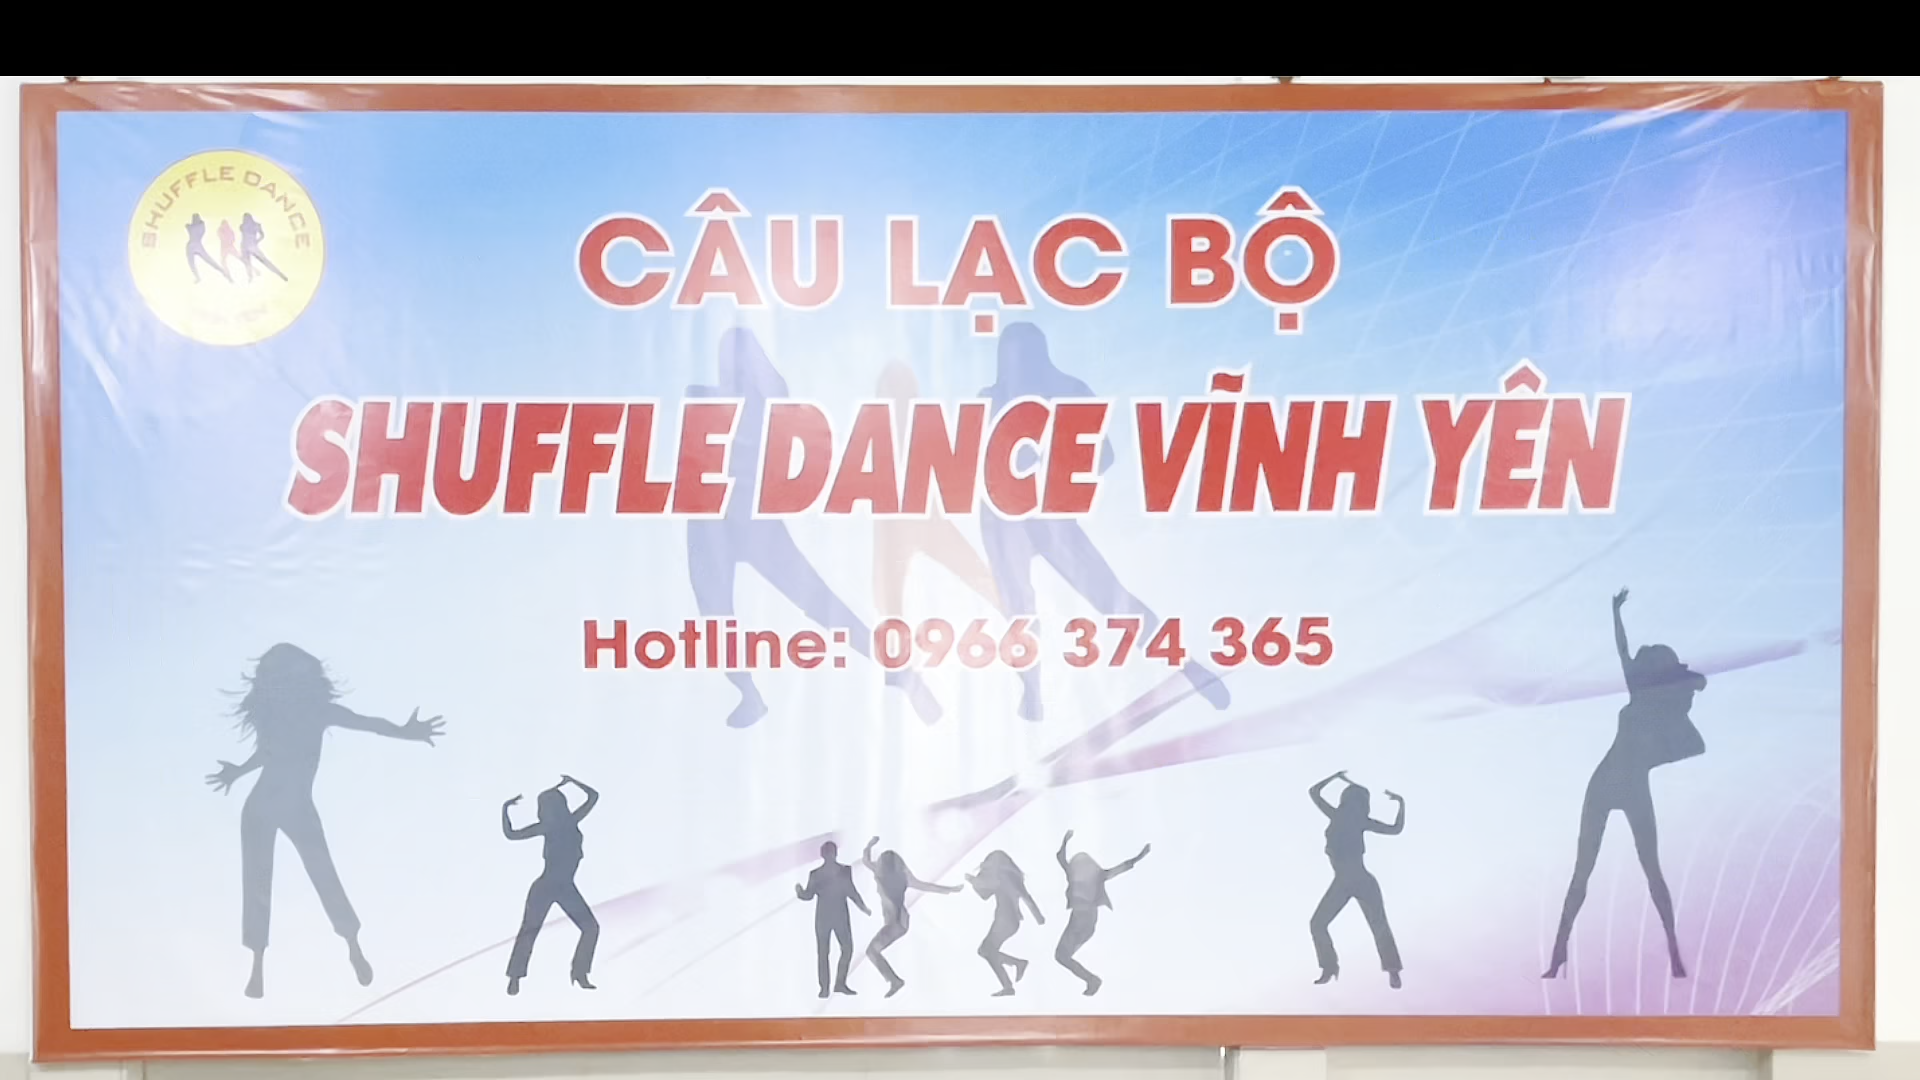 SHUFFLE DANCE
CÂU LẠC BỘ
SHUFFLE DANCE VĨNH YÊN
Hotline: 0966 374 365